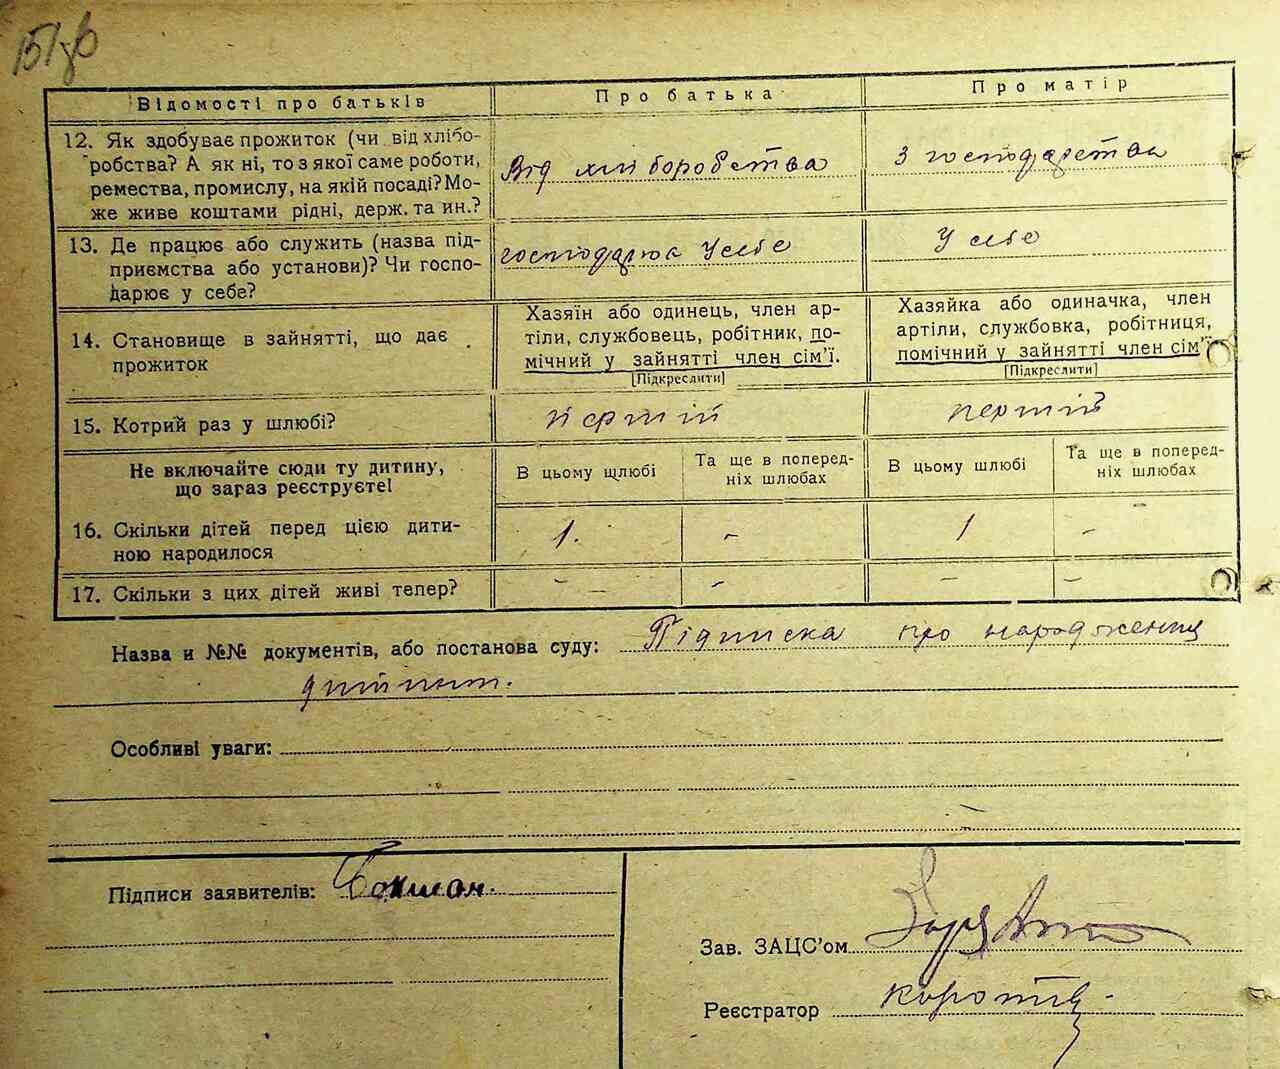 Відомості про батьків Про батька Про матір
12. Як здобуває прожиток (чи від хлібо-
робства? А як ні, то з якої саме роботи,
ремества, промислу, на якій посаді? Мо-
же живе коштами рідні, держ. та ин.?
Від хліборобства
З господарства
13. Де працює або служить (назва під-
приємства або установи)? Чи госпо-
дарює у себе?
господарює у себе
у себе
14. Становище в зайнятті, що дає
прожиток
Хазяїн або одинець, член ар-
тіли, службовець, робітник, по-
мічний у зайнятті член сім'ї.
[Підкреслити]
Хазяйка або одиначка, член
артіли, службовка, робітниця,
помічний у зайнятті член сім'ї
[Підкреслити]
15. Котрий раз у шлюбі?
перший
перший
Не включайте сюди ту дитину,
що зараз реєструєте!
В цьому щлюбі
Та ще в поперед-
ніх шлюбах
В цьому шлюбі
Та ще в поперед-
ніх шлюбах
16. Скільки дітей перед цією дити-
ною народилося
1. - 1 -
17. Скільки з цих дітей живі тепер?
- - - -
Назва и №№ документів, або постанова суду: Підписка про народження
дитини.
Особливі уваги:
Підписи заявителів:
Зав. ЗАЦС'ом
Реєстратор